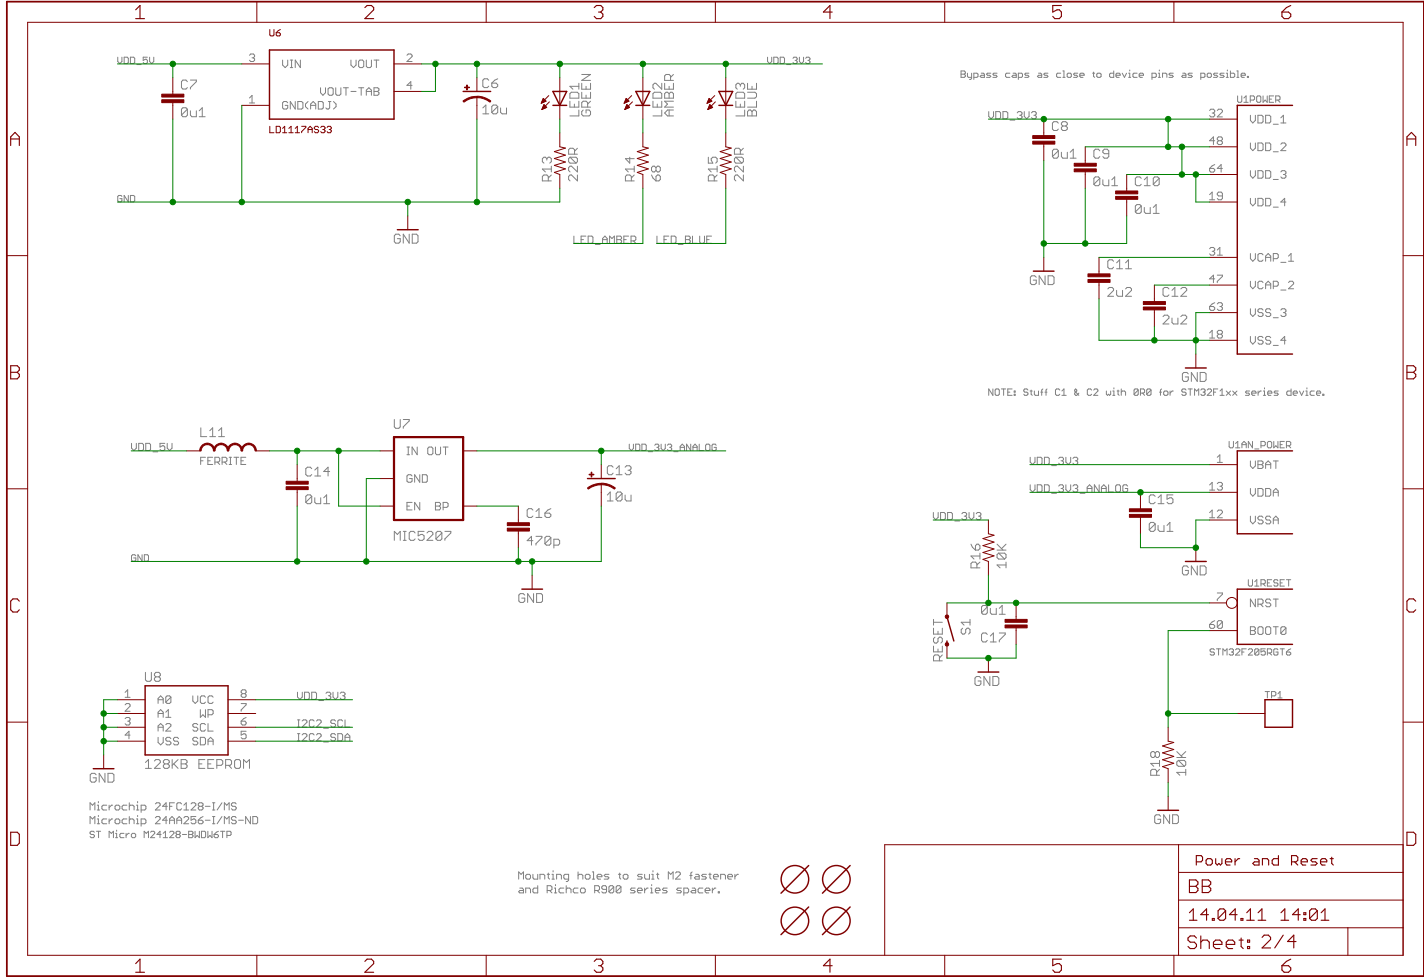 1 2 3 4 5 6
A
B
C
D
A
B
C
D
1 2 3 4 5 6
U6
VDD_5V
3 VIN
VOUT 2
VOUT-TAB 4
1 GND(ADJ)
LD1117AS33
C7
0u1
GND
C6
10u
LED1
GREEN
LED2
AMBER
LED3
BLUE
VDD_3V3
R13
220R
R14
68
R15
220R
GND
LED_AMBER
LED_BLUE
Bypass caps as close to device pins as possible.
U1POWER
VDD_3V3
C8
0u1
C9
0u1
C10
0u1
GND
32 VDD_1
48 VDD_2
64 VDD_3
19 VDD_4
31 VCAP_1
47 VCAP_2
63 VSS_3
18 VSS_4
C11
2u2
C12
2u2
GND
NOTE: Stuff C1 & C2 with 0R0 for STM32F1xx series device.
VDD_5V
L11
FERRITE
C14
0u1
U7
IN OUT
GND
EN BP
MIC5207
C16
470p
C13
10u
VDD_3V3_ANALOG
GND
GND
U1AN_POWER
VDD_3V3
1 VBAT
VDD_3V3_ANALOG
13 VDDA
12 VSSA
C15
0u1
GND
VDD_3V3
R16
10K
RESET
S1
0u1
C17
GND
U1RESET
7 NRST
60 BOOT0
STM32F205RGT6
TP1
R18
10K
GND
U8
1 A0 VCC 8
2 A1 WP 7
3 A2 SCL 6
4 VSS SDA 5
VDD_3V3
I2C2_SCL
I2C2_SDA
128KB EEPROM
GND
Microchip 24FC128-I/MS
Microchip 24AA256-I/MS-ND
ST Micro M24128-BWDW6TP
Mounting holes to suit M2 fastener
and Richco R900 series spacer.
Power and Reset
BB
14.04.11 14:01
Sheet: 2/4